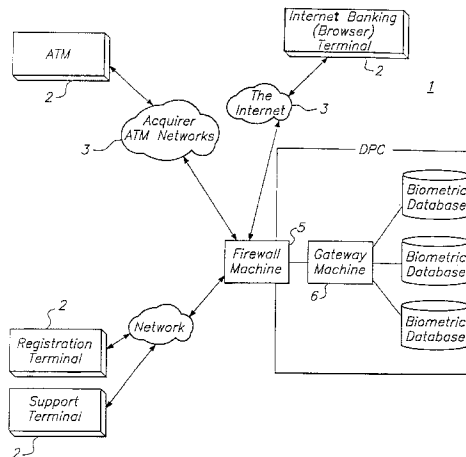 ATM
2
Internet Banking
(Browser)
Terminal
2
1
The
Internet
3
Acquirer
ATM Networks
3
DPC
Biometric
Database
5
Firewall
Machine
Gateway
Machine
6
Biometric
Database
Biometric
Database
2
Registration
Terminal
Network
Support
Terminal
2